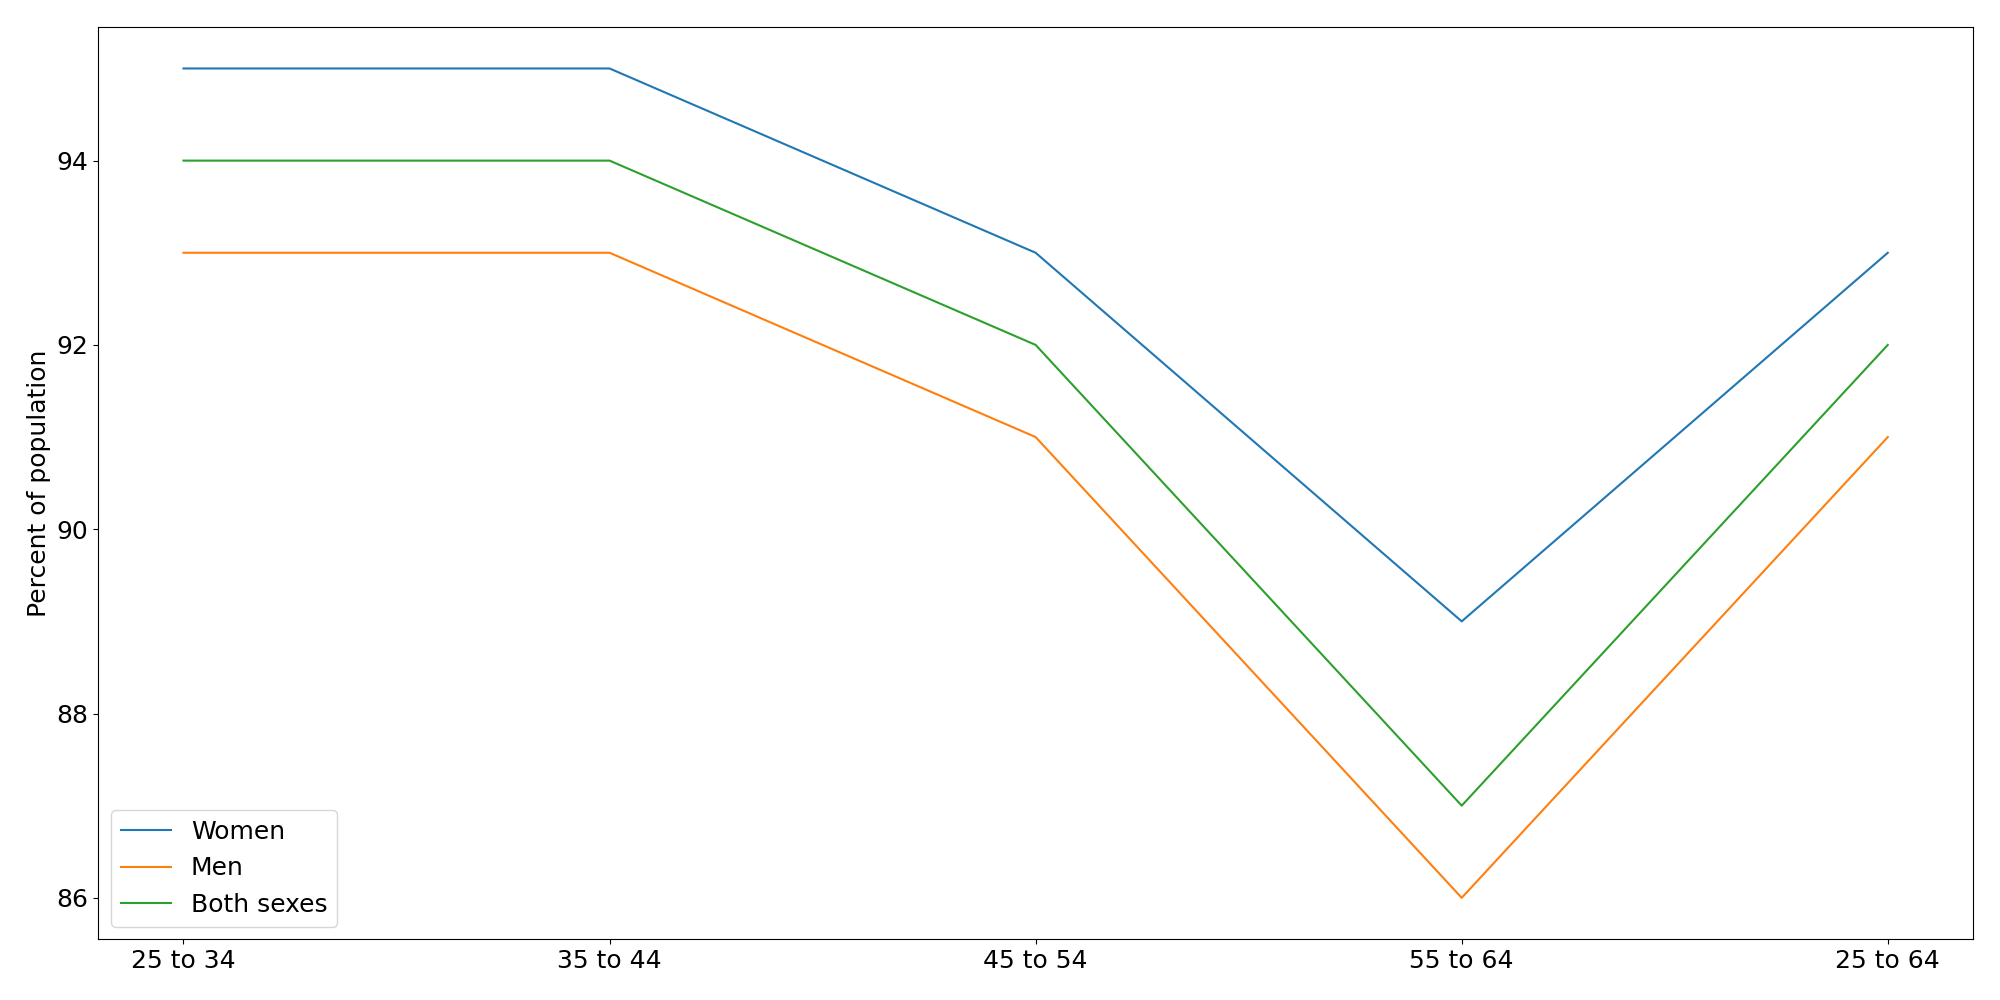 Percent of population
94
92
90
88
86
Women
Men
Both sexes
25 to 34
35 to 44
45 to 54
55 to 64
25 to 64